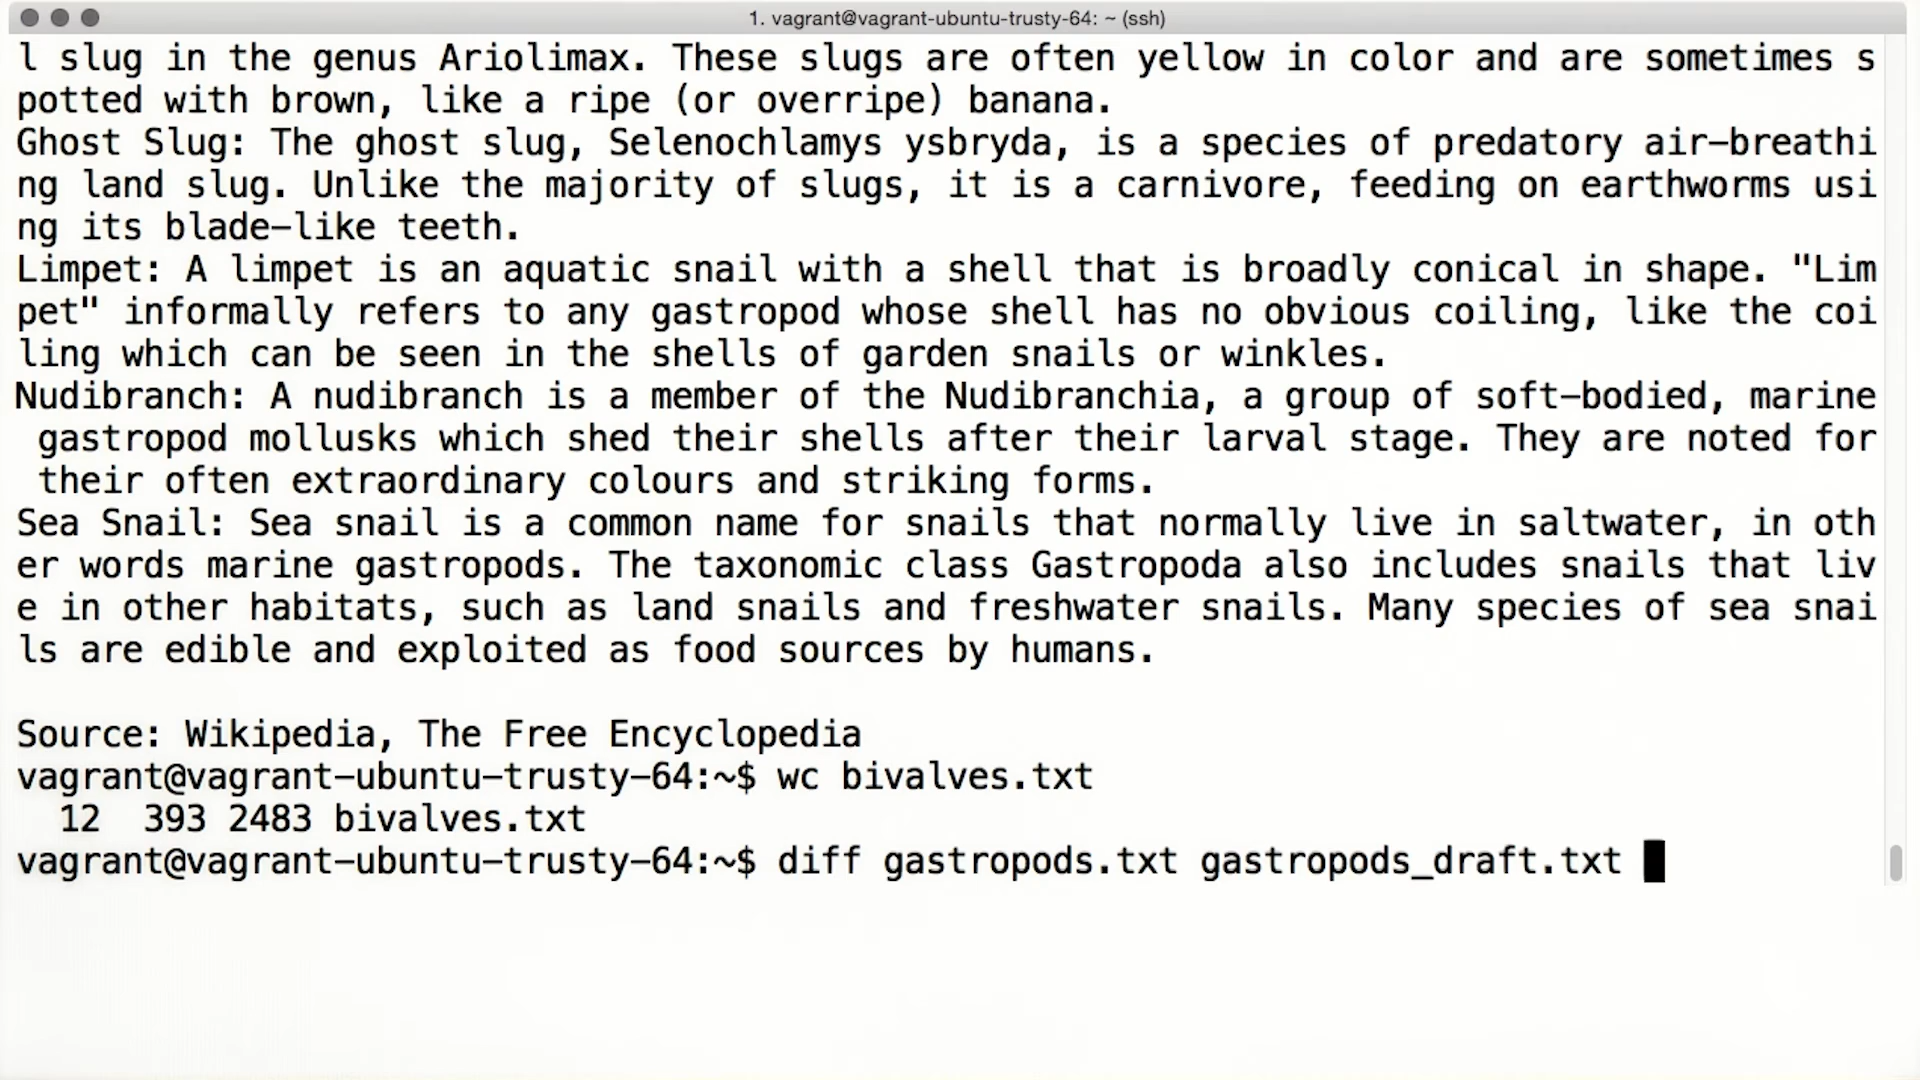 1. vagrant@vagrant-ubuntu-trusty-64: ~ (ssh)
l slug in the genus Ariolimax. These slugs are often yellow in color and are sometimes s
potted with brown, like a ripe (or overripe) banana.
Ghost Slug: The ghost slug, Selenochlamys ysbryda, is a species of predatory air-breathi
ng land slug. Unlike the majority of slugs, it is a carnivore, feeding on earthworms usi
ng its blade-like teeth.
Limpet: A limpet is an aquatic snail with a shell that is broadly conical in shape. "Lim
pet" informally refers to any gastropod whose shell has no obvious coiling, like the coi
ling which can be seen in the shells of garden snails or winkles.
Nudibranch: A nudibranch is a member of the Nudibranchia, a group of soft-bodied, marine
 gastropod mollusks which shed their shells after their larval stage. They are noted for
 their often extraordinary colours and striking forms.
Sea Snail: Sea snail is a common name for snails that normally live in saltwater, in oth
er words marine gastropods. The taxonomic class Gastropoda also includes snails that liv
e in other habitats, such as land snails and freshwater snails. Many species of sea snai
ls are edible and exploited as food sources by humans.

Source: Wikipedia, The Free Encyclopedia
vagrant@vagrant-ubuntu-trusty-64:~$ wc bivalves.txt
  12  393 2483 bivalves.txt
vagrant@vagrant-ubuntu-trusty-64:~$ diff gastropods.txt gastropods_draft.txt